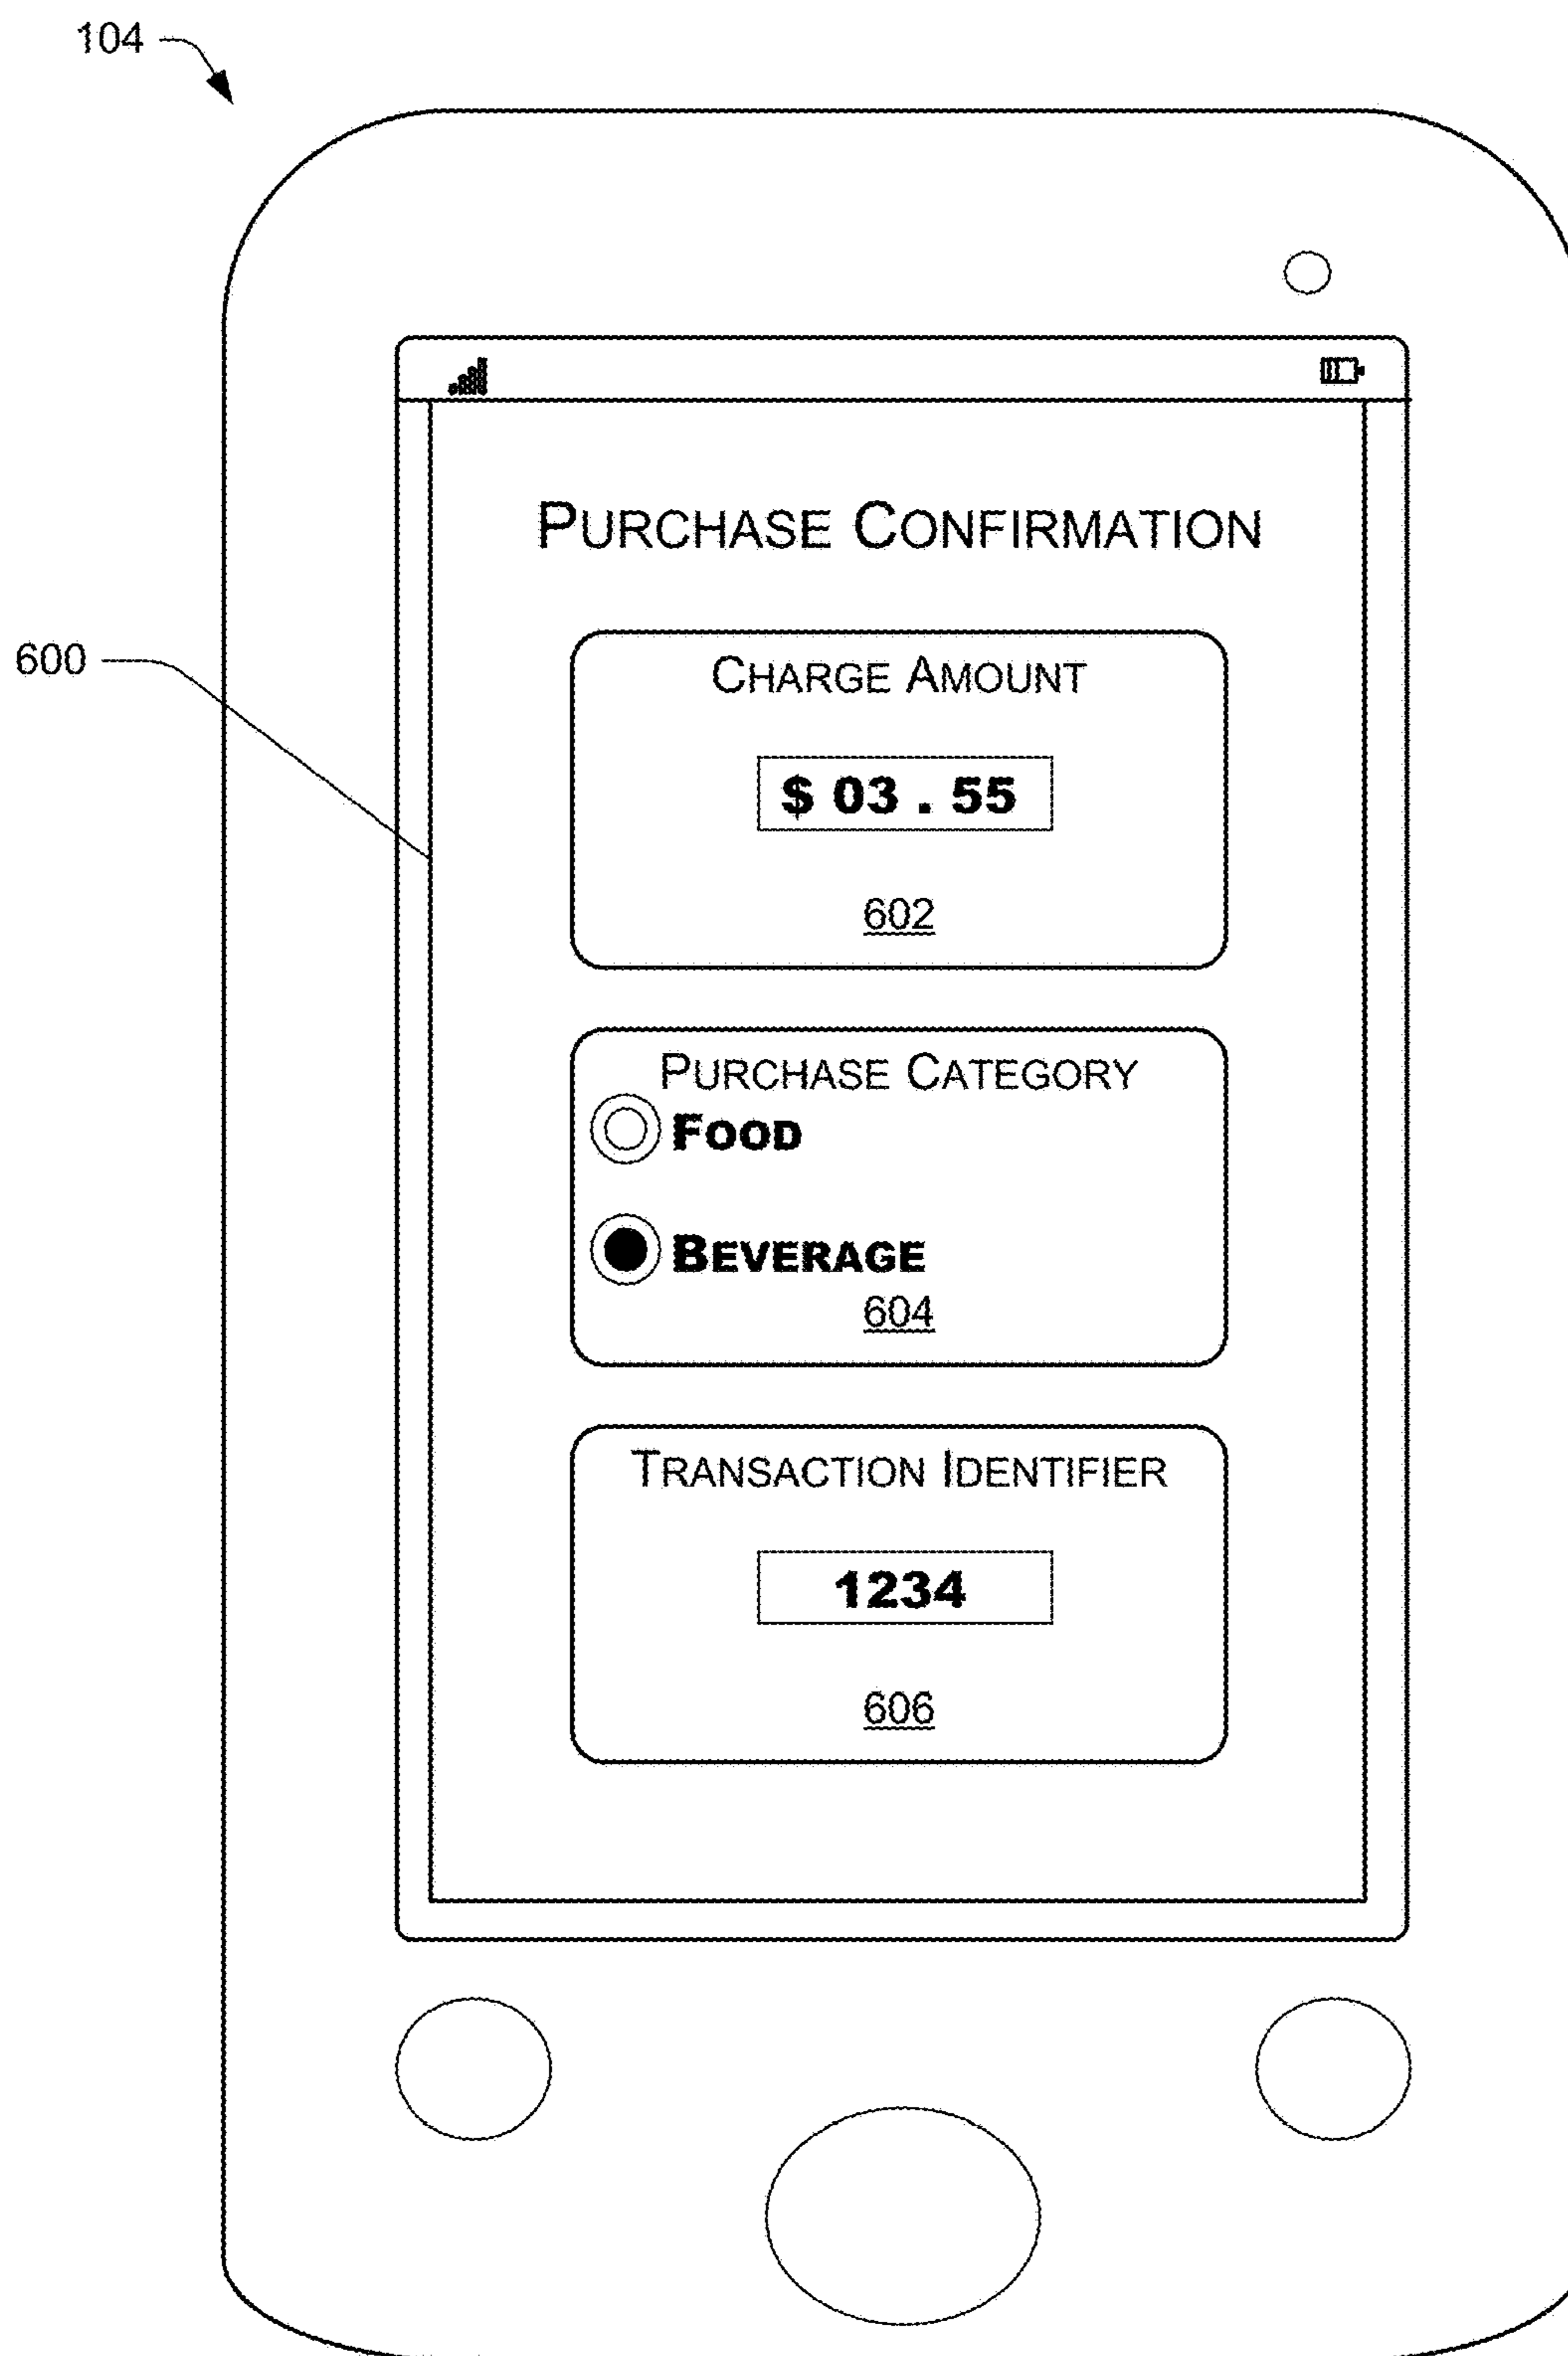 104
PURCHASE CONFIRMATION
600
CHARGE AMOUNT
$ 03 . 55
602
PURCHASE CATEGORY
FOOD
BEVERAGE
604
TRANSACTION IDENTIFIER
1234
606